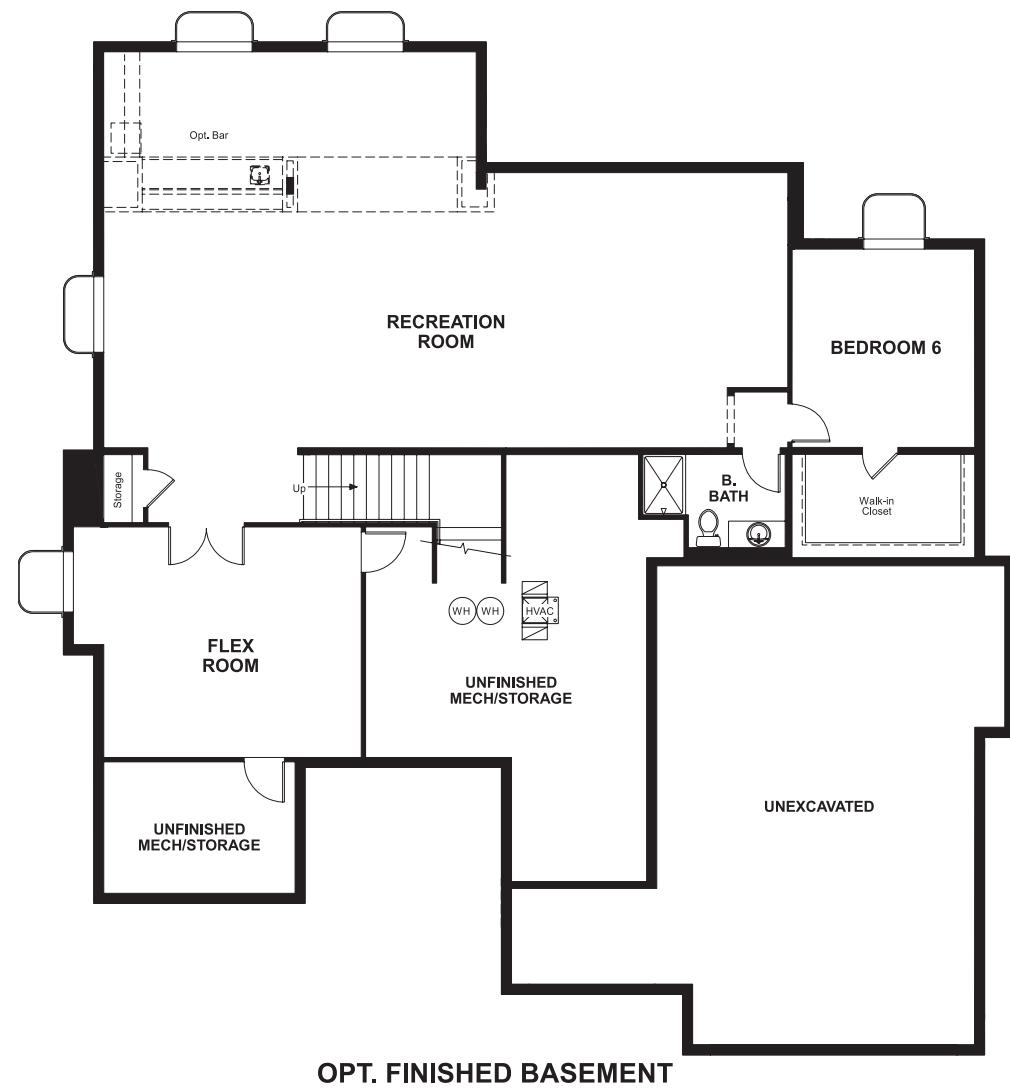 Opt. Bar
RECREATION
ROOM
BEDROOM 6
Storage
Up
B.
BATH
Walk-in
Closet
WH
WH
HVAC
FLEX
ROOM
UNFINISHED
MECH/STORAGE
UNEXCAVATED
UNFINISHED
MECH/STORAGE
OPT. FINISHED BASEMENT